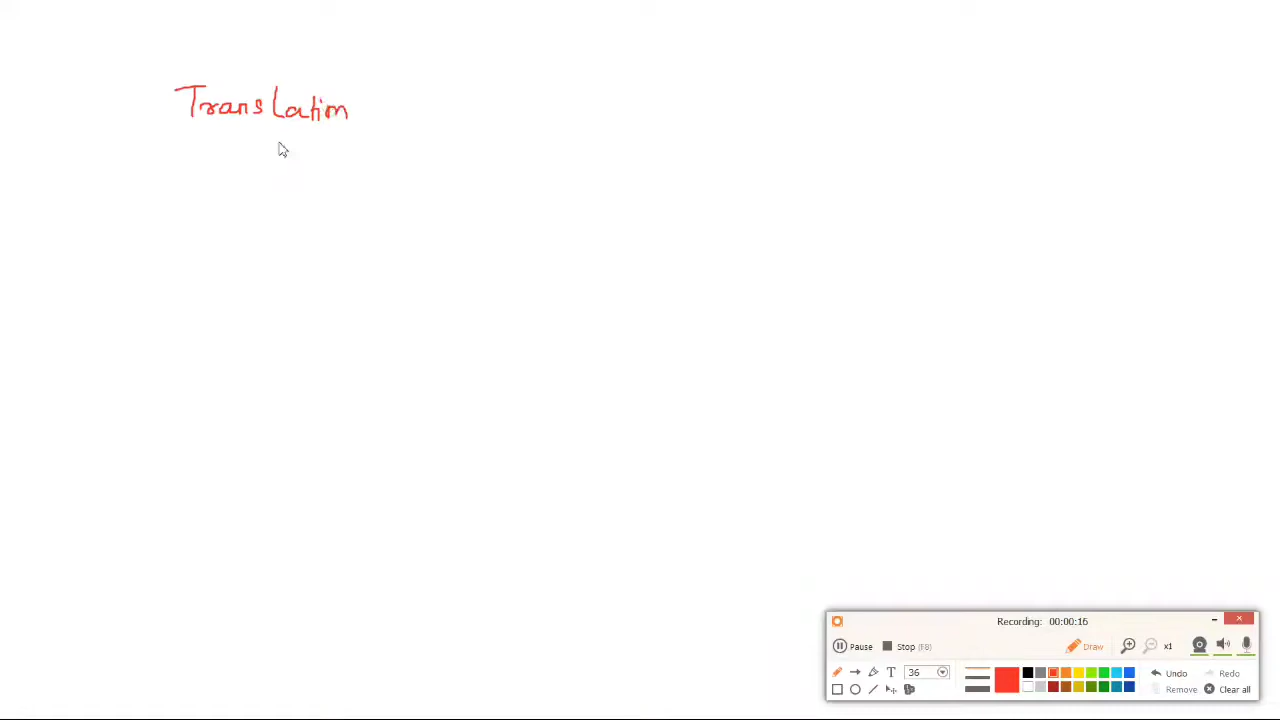 Translation
Recording: 00:00:16
Pause Stop (F8) Draw x1
T 36 Undo Redo
Remove Clear all